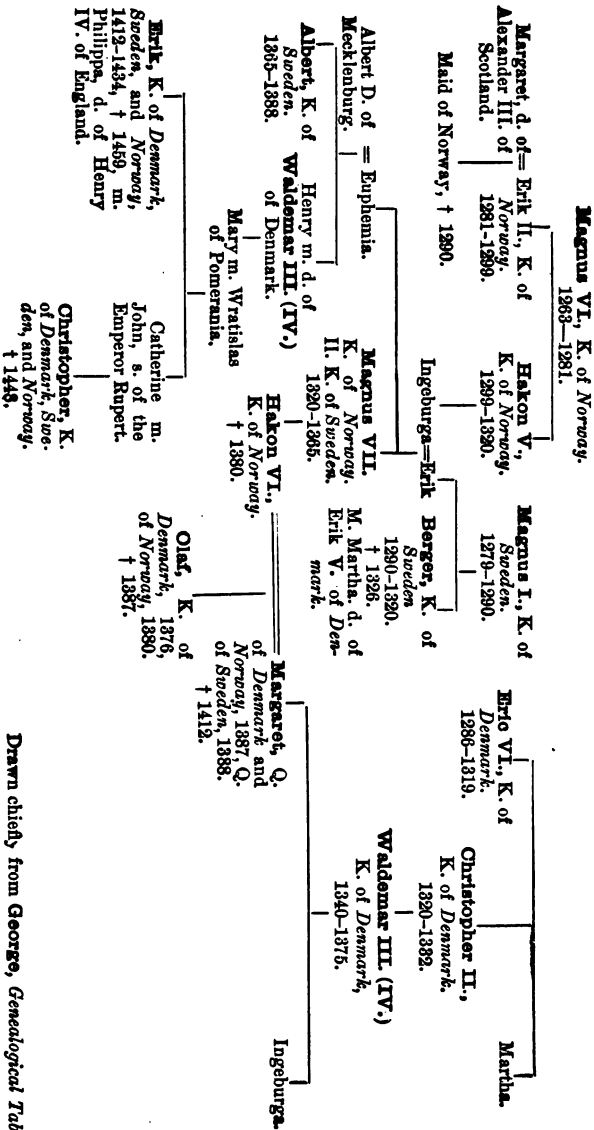 Magnus VI., K. of Norway.
1263—1281.
Margaret, d. of = Erik II., K. of
Alexander III. of Norway.
Scotland. 1281-1299.
Maid of Norway, † 1290.
Hakon V.,
K. of Norway.
1299-1320.
Magnus I., K. of
Sweden.
1279-1290.
Eric VI., K. of
Denmark.
1286-1319.
Christopher II.,
K. of Denmark.
1320-1332.
Martha.
Ingeburga=Erik
Berger, K. of
Sweden
1290-1320.
† 1326.
M. Martha. d. of
Erik V. of Den-
mark.
Waldemar III. (IV.)
K. of Denmark,
1340-1375.
Albert D. of = Euphemia.
Mecklenburg.
Magnus VII.
K. of Norway.
II. K. of Sweden.
1320-1365.
Albert, K. of
Sweden.
1365-1388.
Henry m. d. of
Waldemar III. (IV.)
of Denmark.
Hakon VI., = Margaret, Q.
K. of Norway. of Denmark and
† 1380. Norway, 1387, Q.
of Sweden, 1388.
† 1412.
Ingeburga.
Mary m. Wratislas
of Pomerania.
Olaf, K. of
Denmark, 1376,
of Norway, 1380.
† 1387.
Erik, K. of Denmark,
Sweden, and Norway,
1412-1434, † 1459, m.
Philippa, d. of Henry
IV. of England.
Catherine m.
John, s. of the
Emperor Rupert.
Christopher, K.
of Denmark, Swe-
den, and Norway.
† 1448.
Drawn chiefly from George, Genealogical Tab